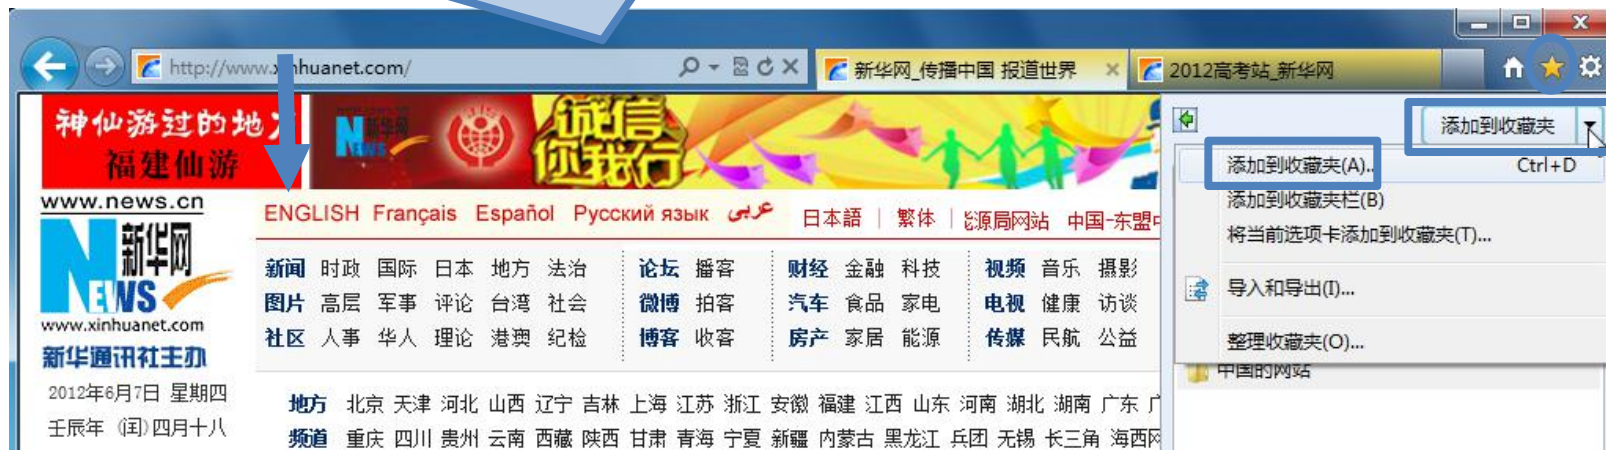 http://www.xinhuanet.com/
新华网_传播中国 报道世界
2012高考站_新华网
神仙游过的地方
福建仙游
新华网
NEWS
诚信
你我行
添加到收藏夹
添加到收藏夹(A)... Ctrl+D
添加到收藏夹栏(B)
将当前选项卡添加到收藏夹(T)...
导入和导出(I)...
整理收藏夹(O)...
中国的网站
www.news.cn
新华网
NEWS
www.xinhuanet.com
新华通讯社主办
2012年6月7日 星期四
壬辰年 (闰)四月十八
ENGLISH Français Español Русский язык عربى 日本語 | 繁体 | 能源局网站 中国-东盟中
新闻 时政 国际 日本 地方 法治 论坛 播客 财经 金融 科技 视频 音乐 摄影
图片 高层 军事 评论 台湾 社会 微博 拍客 汽车 食品 家电 电视 健康 访谈
社区 人事 华人 理论 港澳 纪检 博客 收客 房产 家居 能源 传媒 民航 公益
地方 北京 天津 河北 山西 辽宁 吉林 上海 江苏 浙江 安徽 福建 江西 山东 河南 湖北 湖南 广东
频道 重庆 四川 贵州 云南 西藏 陕西 甘肃 青海 宁夏 新疆 内蒙古 黑龙江 兵团 无锡 长三角 海西网